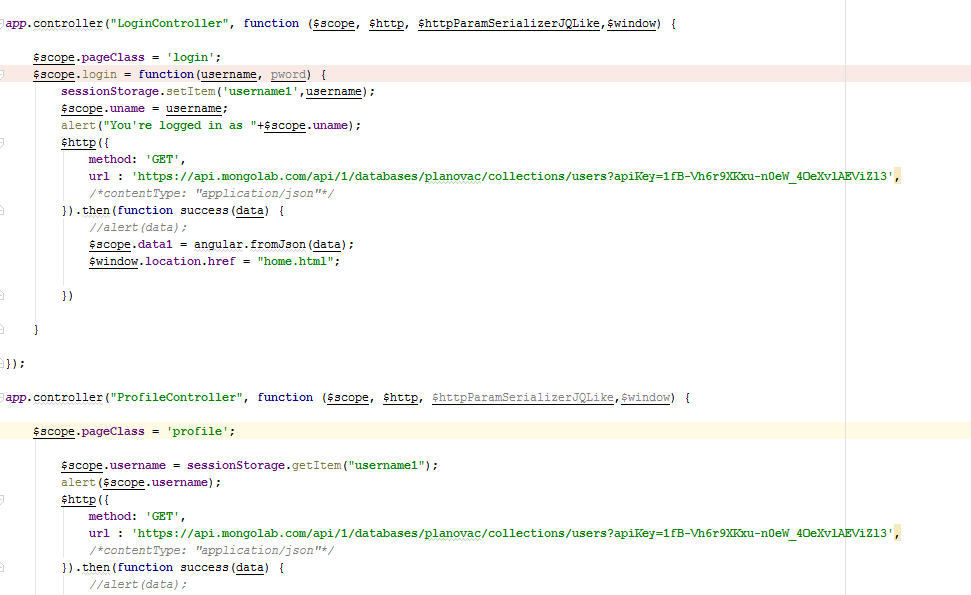 app.controller("LoginController", function ($scope, $http, $httpParamSerializerJQLike,$window) {
$scope.pageClass = 'login';
$scope.login = function(username, pword) {
sessionStorage.setItem('username1',username);
$scope.uname = username;
alert("You're logged in as "+$scope.uname);
$http({
method: 'GET',
url : 'https://api.mongolab.com/api/1/databases/planovac/collections/users?apiKey=1fB-Vh6r9XKxu-n0eW_4OeXvlAEViZl3',
/*contentType: "application/json"*/
}).then(function success(data) {
//alert(data);
$scope.data1 = angular.fromJson(data);
$window.location.href = "home.html";
})
}
});
app.controller("ProfileController", function ($scope, $http, $httpParamSerializerJQLike,$window) {
$scope.pageClass = 'profile';
$scope.username = sessionStorage.getItem("username1");
alert($scope.username);
$http({
method: 'GET',
url : 'https://api.mongolab.com/api/1/databases/planovac/collections/users?apiKey=1fB-Vh6r9XKxu-n0eW_4OeXvlAEViZl3',
/*contentType: "application/json"*/
}).then(function success(data) {
//alert(data);